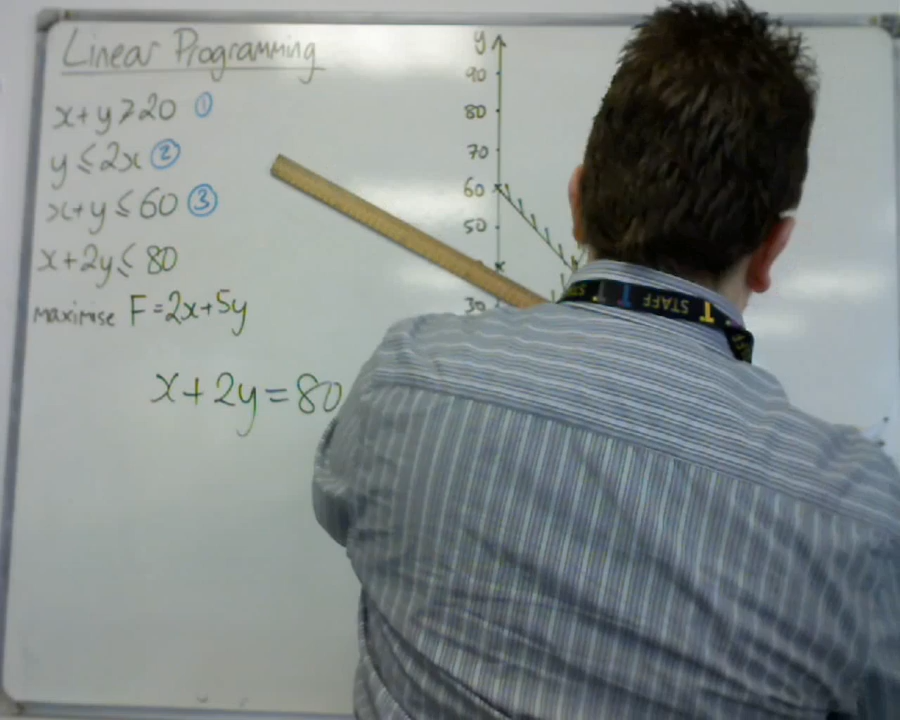 Linear Programming
x+y⩾20 ①
y⩽2x ②
x+y⩽60 ③
x+2y⩽80
maximise F=2x+5y
x+2y=80
y
90
80
70
60
50
30
STAFF